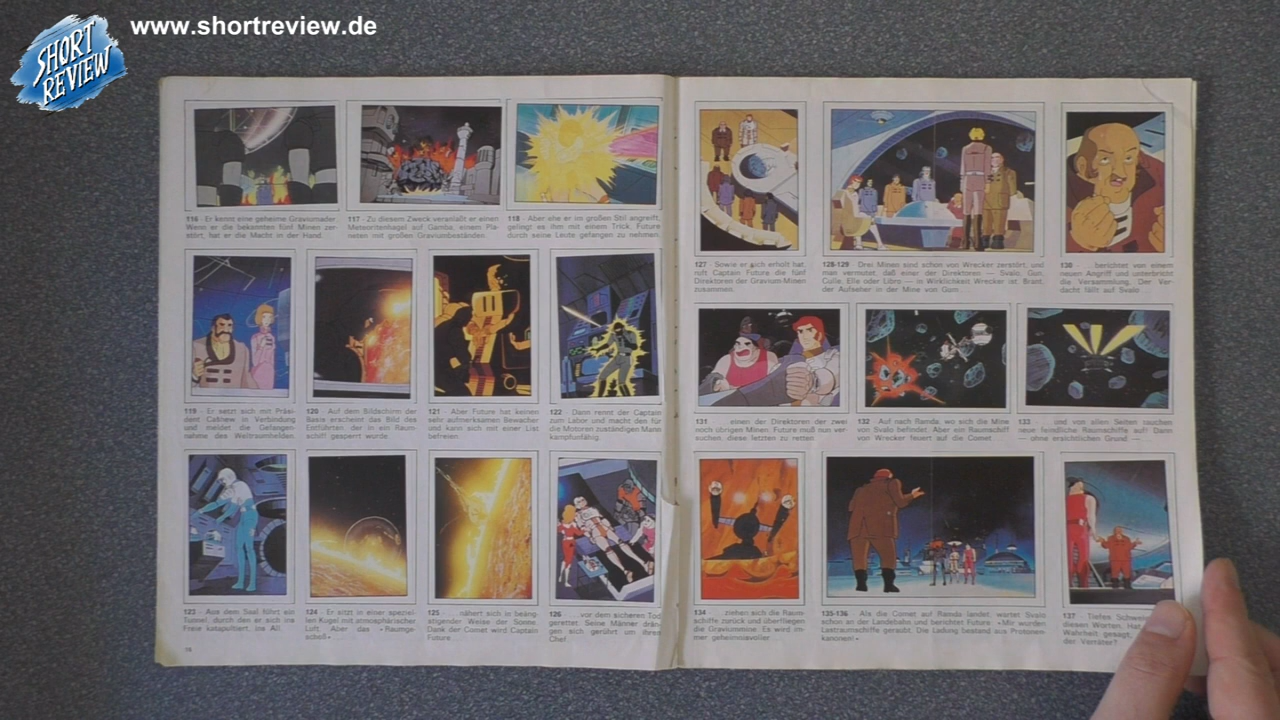 www.shortreview.de
SHORT
REVIEW
116 - Er kennt eine geheime Graviumader.
Wenn er die bekannten fünf Minen zer-
stört, hat er die Macht in der Hand.
117 - Zu diesem Zweck veranlaßt er einen
Meteoritenhagel auf Gamba, einem Pla-
neten mit großen Graviumbeständen.
118 - Aber ehe er im großen Stil angreift,
gelingt es ihm mit einem Trick, Future
durch seine Leute gefangen zu nehmen.
119 - Er setzt sich mit Präsi-
dent Cashew in Verbindung
und meldet die Gefangen-
nahme des Weltraumhelden.
120 - Auf dem Bildschirm der
Basis erscheint das Bild des
Entführten, der in ein Raum-
schiff gesperrt wurde.
121 - Aber Future hat keinen
sehr aufmerksamen Bewacher
und kann sich mit einer List
befreien.
122 - Dann rennt der Captain
zum Labor und macht den für
die Motoren zuständigen Mann
kampfunfähig.
123 - Aus dem Saal führt ein
Tunnel, durch den er sich ins
Freie katapultiert, ins All.
124 - Er sitzt in einer speziel-
len Kugel mit atmosphärischer
Luft. Aber das »Raumge-
schoß«
125 - ... nähert sich in beäng-
stigender Weise der Sonne.
Dank der Comet wird Captain
Future
126 - ... vor dem sicheren Tod
gerettet. Seine Männer drän-
gen sich gerührt um ihren
Chef.
16
127 - Sowie er sich erholt hat,
ruft Captain Future die fünf
Direktoren der Gravium-Minen
zusammen.
128-129 Drei Minen sind schon von Wrecker zerstört, und
man vermutet, daß einer der Direktoren — Svalo, Gon,
Culle, Elfe oder Libro — in Wirklichkeit Wrecker ist. Brant,
der Aufseher in der Mine von Gom
130 ... berichtet von einem
neuen Angriff und unterbricht
die Versammlung. Der Ver-
dacht fällt auf Svalo ...
131 ... einen der Direktoren der zwei
noch übrigen Minen. Future muß nun ver-
suchen, diese letzten zu retten.
132 - Auf nach Ramda, wo sich die Mine
von Svalo befindet. Aber ein Raumschiff
von Wrecker feuert auf die Comet
133 ... und von allen Seiten tauchen
neue feindliche Raumschiffe auf! Dann
— ohne ersichtlichen Grund —
134 ... ziehen sich die Raum-
schiffe zurück und überfliegen
die Graviummine. Es wird im-
mer geheimnisvoller.
135-136 - Als die Comet auf Ramda landet, wartet Svalo
schon an der Landebahn und berichtet Future: »Mir wurden
Lastraumschiffe geraubt. Die Ladung bestand aus Protonen-
kanonen!«
137 - Tiefes Schwei
diesen Worten. Hat
Wahrheit gesagt,
der Verräter?